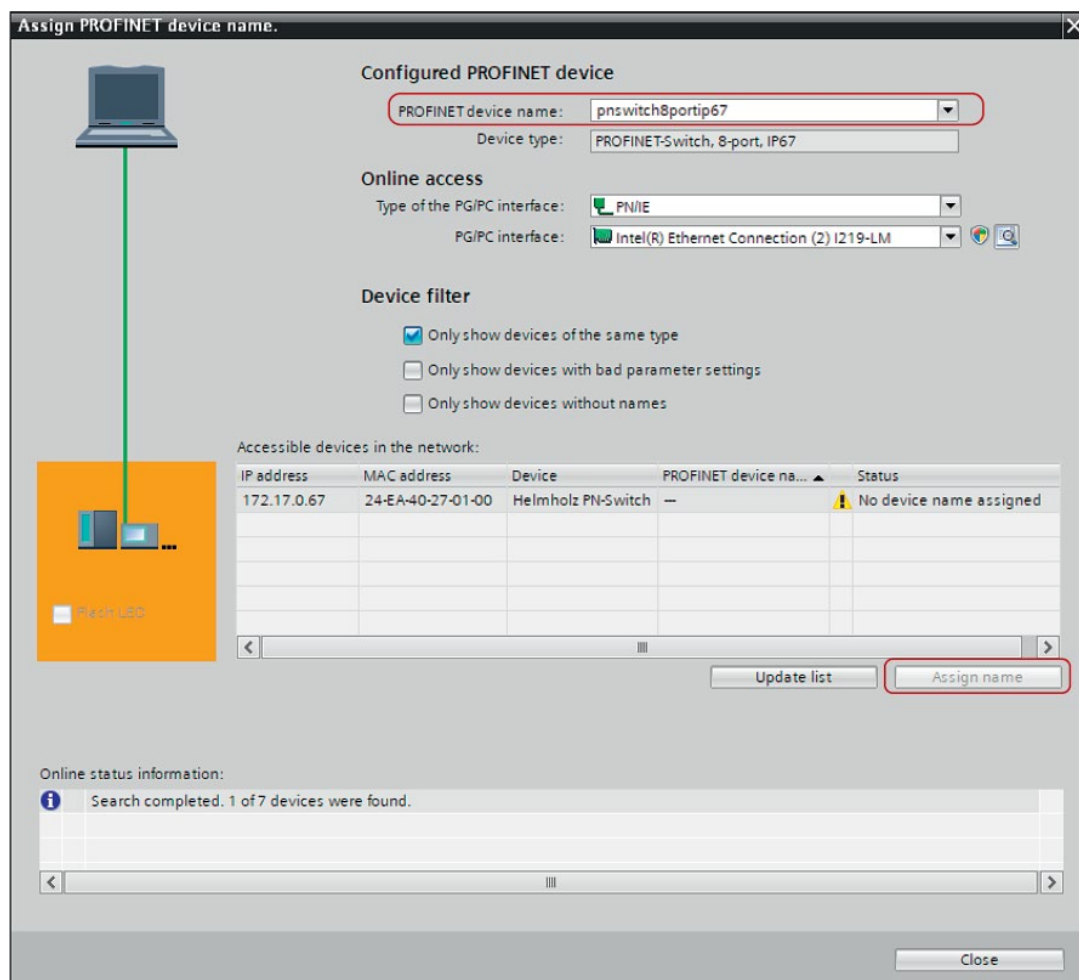 Assign PROFINET device name.
Configured PROFINET device
PROFINET device name: pnswitch8portip67
Device type: PROFINET-Switch, 8-port, IP67
Online access
Type of the PG/PC interface: PN/IE
PG/PC interface: Intel(R) Ethernet Connection (2) I219-LM
Device filter
Only show devices of the same type
Only show devices with bad parameter settings
Only show devices without names
Accessible devices in the network:
IP address MAC address Device PROFINET device na... Status
172.17.0.67 24-EA-40-27-01-00 Helmholz PN-Switch — No device name assigned
Flash LED
Update list Assign name
Online status information:
Search completed. 1 of 7 devices were found.
Close